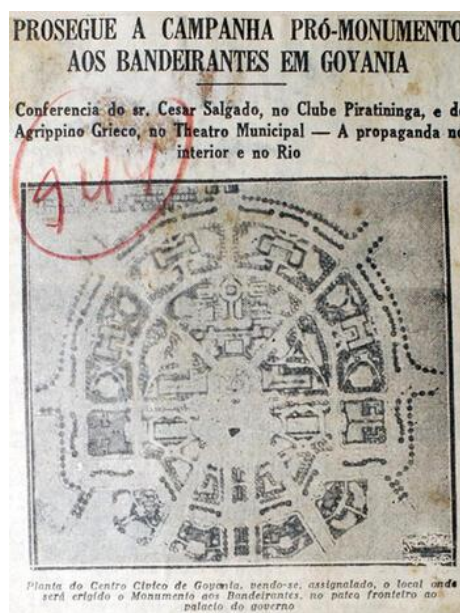 PROSEGUE A CAMPANHA PRÓ-MONUMENTO
AOS BANDEIRANTES EM GOYANIA
Conferencia do sr. Cesar Salgado, no Clube Piratininga, e de
Agrippino Grieco, no Theatro Municipal — A propaganda no
interior e no Rio
944
Planta do Centro Civico de Goyania, vendo-se, assignalado, o local onde
será erigido o Monumento aos Bandeirantes, no pateo fronteiro ao
palacio do governo